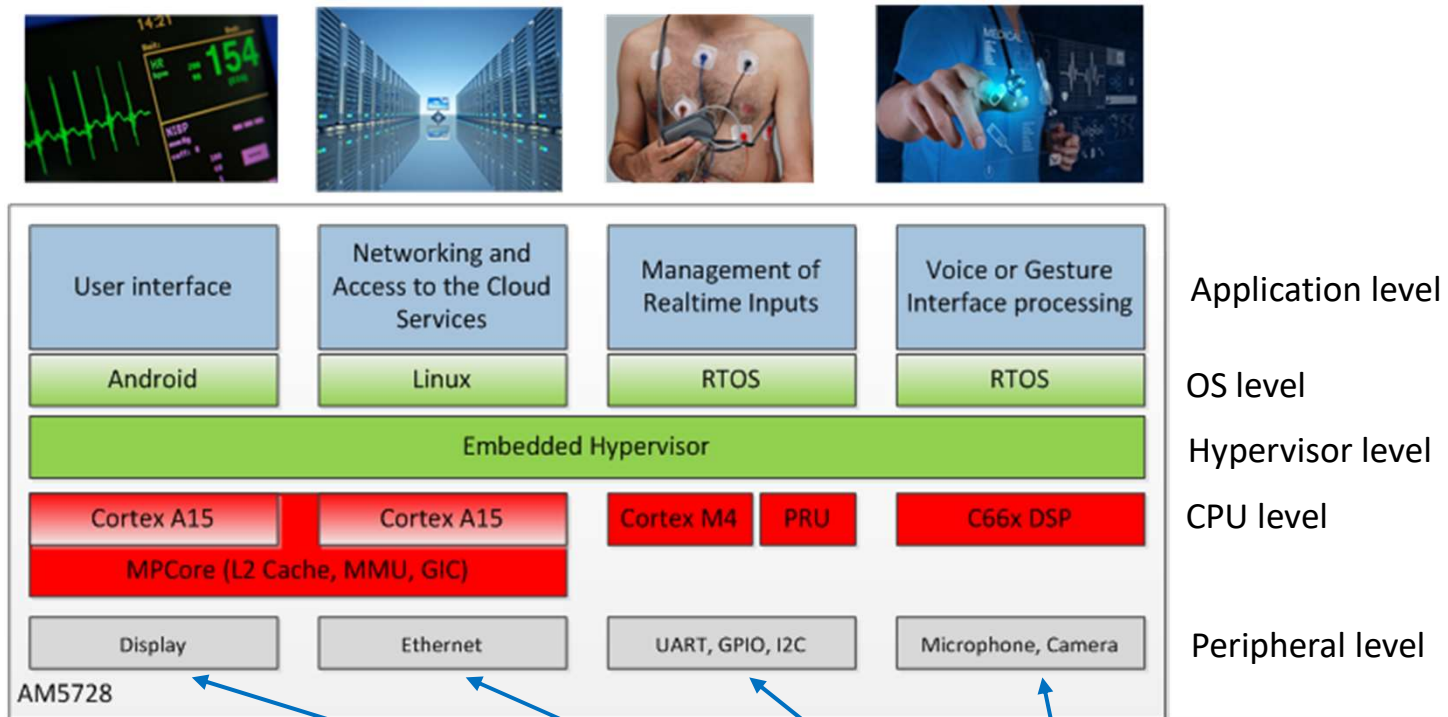 14:21
HR
154
NIBP
MEDICAL
User interface
Networking and
Access to the Cloud
Services
Management of
Realtime Inputs
Voice or Gesture
Interface processing
Application level
Android
Linux
RTOS
RTOS
OS level
Embedded Hypervisor
Hypervisor level
Cortex A15
Cortex A15
Cortex M4
PRU
C66x DSP
CPU level
MPCore (L2 Cache, MMU, GIC)
Display
Ethernet
UART, GPIO, I2C
Microphone, Camera
Peripheral level
AM5728